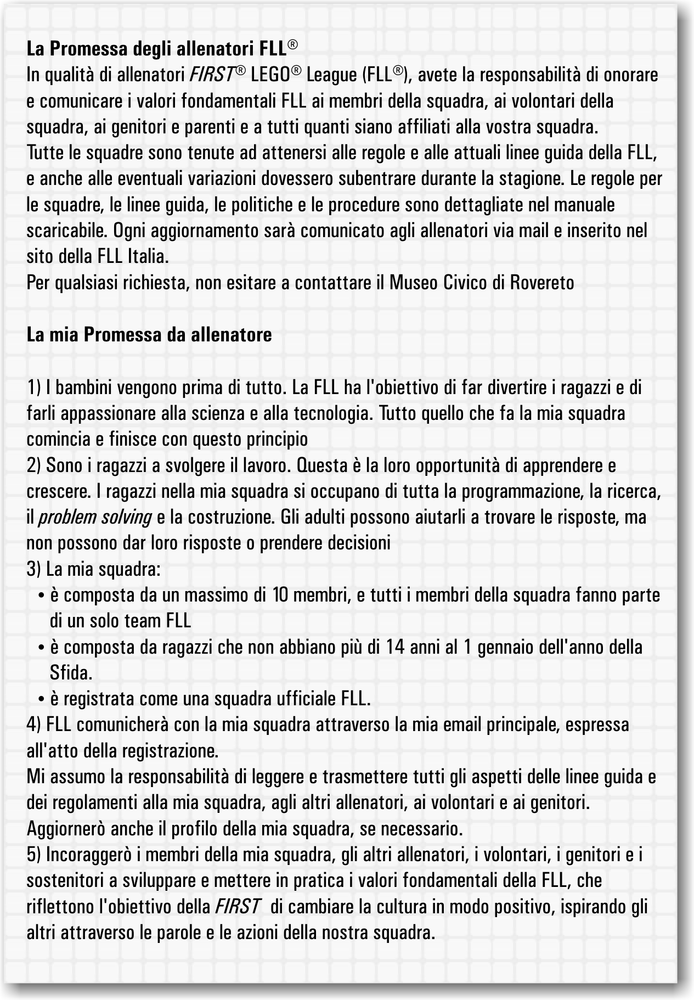 La Promessa degli allenatori FLL®
In qualità di allenatori FIRST® LEGO® League (FLL®), avete la responsabilità di onorare
e comunicare i valori fondamentali FLL ai membri della squadra, ai volontari della
squadra, ai genitori e parenti e a tutti quanti siano affiliati alla vostra squadra.
Tutte le squadre sono tenute ad attenersi alle regole e alle attuali linee guida della FLL,
e anche alle eventuali variazioni dovessero subentrare durante la stagione. Le regole per
le squadre, le linee guida, le politiche e le procedure sono dettagliate nel manuale
scaricabile. Ogni aggiornamento sarà comunicato agli allenatori via mail e inserito nel
sito della FLL Italia.
Per qualsiasi richiesta, non esitare a contattare il Museo Civico di Rovereto
La mia Promessa da allenatore
1) I bambini vengono prima di tutto. La FLL ha l'obiettivo di far divertire i ragazzi e di
farli appassionare alla scienza e alla tecnologia. Tutto quello che fa la mia squadra
comincia e finisce con questo principio
2) Sono i ragazzi a svolgere il lavoro. Questa è la loro opportunità di apprendere e
crescere. I ragazzi nella mia squadra si occupano di tutta la programmazione, la ricerca,
il problem solving e la costruzione. Gli adulti possono aiutarli a trovare le risposte, ma
non possono dar loro risposte o prendere decisioni
3) La mia squadra:
• è composta da un massimo di 10 membri, e tutti i membri della squadra fanno parte
di un solo team FLL
• è composta da ragazzi che non abbiano più di 14 anni al 1 gennaio dell'anno della
Sfida.
• è registrata come una squadra ufficiale FLL.
4) FLL comunicherà con la mia squadra attraverso la mia email principale, espressa
all'atto della registrazione.
Mi assumo la responsabilità di leggere e trasmettere tutti gli aspetti delle linee guida e
dei regolamenti alla mia squadra, agli altri allenatori, ai volontari e ai genitori.
Aggiornerò anche il profilo della mia squadra, se necessario.
5) Incoraggerò i membri della mia squadra, gli altri allenatori, i volontari, i genitori e i
sostenitori a sviluppare e mettere in pratica i valori fondamentali della FLL, che
riflettono l'obiettivo della FIRST di cambiare la cultura in modo positivo, ispirando gli
altri attraverso le parole e le azioni della nostra squadra.